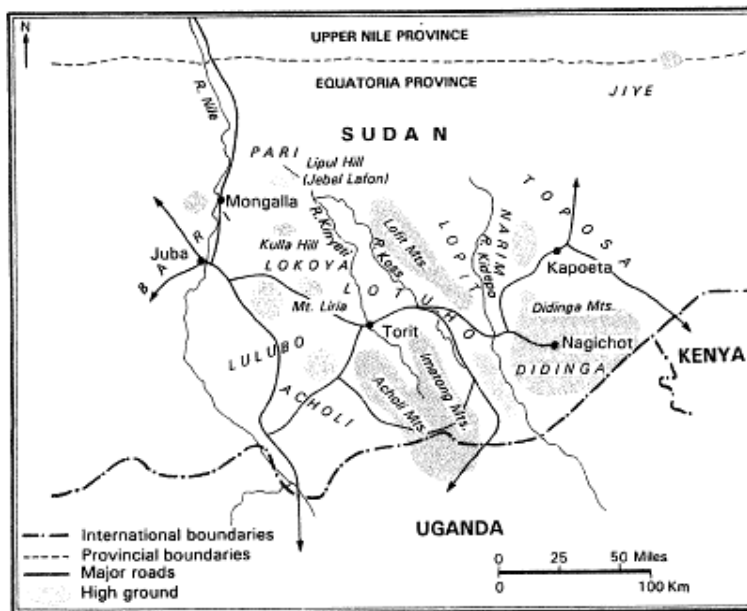 N
UPPER NILE PROVINCE
EQUATORIA PROVINCE
JIYE
R. Nile
SUDAN
PARI
Lipul Hill
(Jebel Lafon)
TOPOSA
Mongalla
R. Kinyeti
Lafit Mts.
LOPIT
NARIM
Kulla Hill
R. Koss
R. Kidepo
Juba
BAR
LOKOYA
Kapoeta
LOTUHO
Mt. Liria
Didinga Mts.
Torit
Nagichot
KENYA
LULUBO
DIDINGA
Imatong Mts.
ACHOLI
Acholi Mts.
UGANDA
International boundaries
Provincial boundaries
Major roads
High ground
0 25 50 Miles
0 100 Km